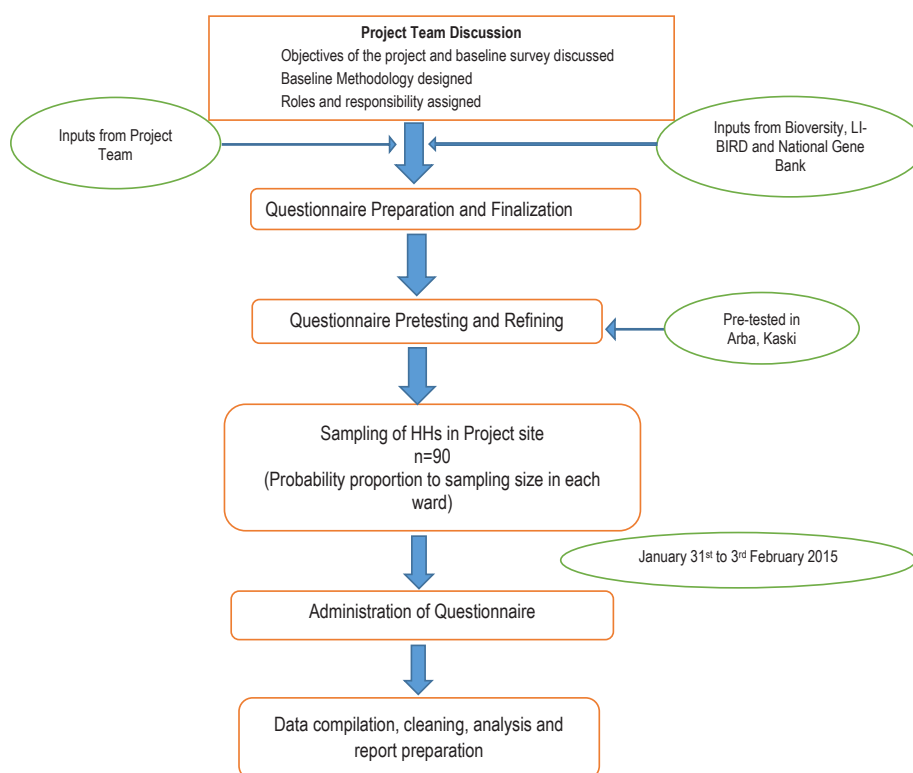 Project Team Discussion
Objectives of the project and baseline survey discussed
Baseline Methodology designed
Roles and responsibility assigned
Inputs from Project
Team
Inputs from Bioversity, LI-
BIRD and National Gene
Bank
Questionnaire Preparation and Finalization
Questionnaire Pretesting and Refining
Pre-tested in
Arba, Kaski
Sampling of HHs in Project site
n=90
(Probability proportion to sampling size in each
ward)
January 31st to 3rd February 2015
Administration of Questionnaire
Data compilation, cleaning, analysis and
report preparation